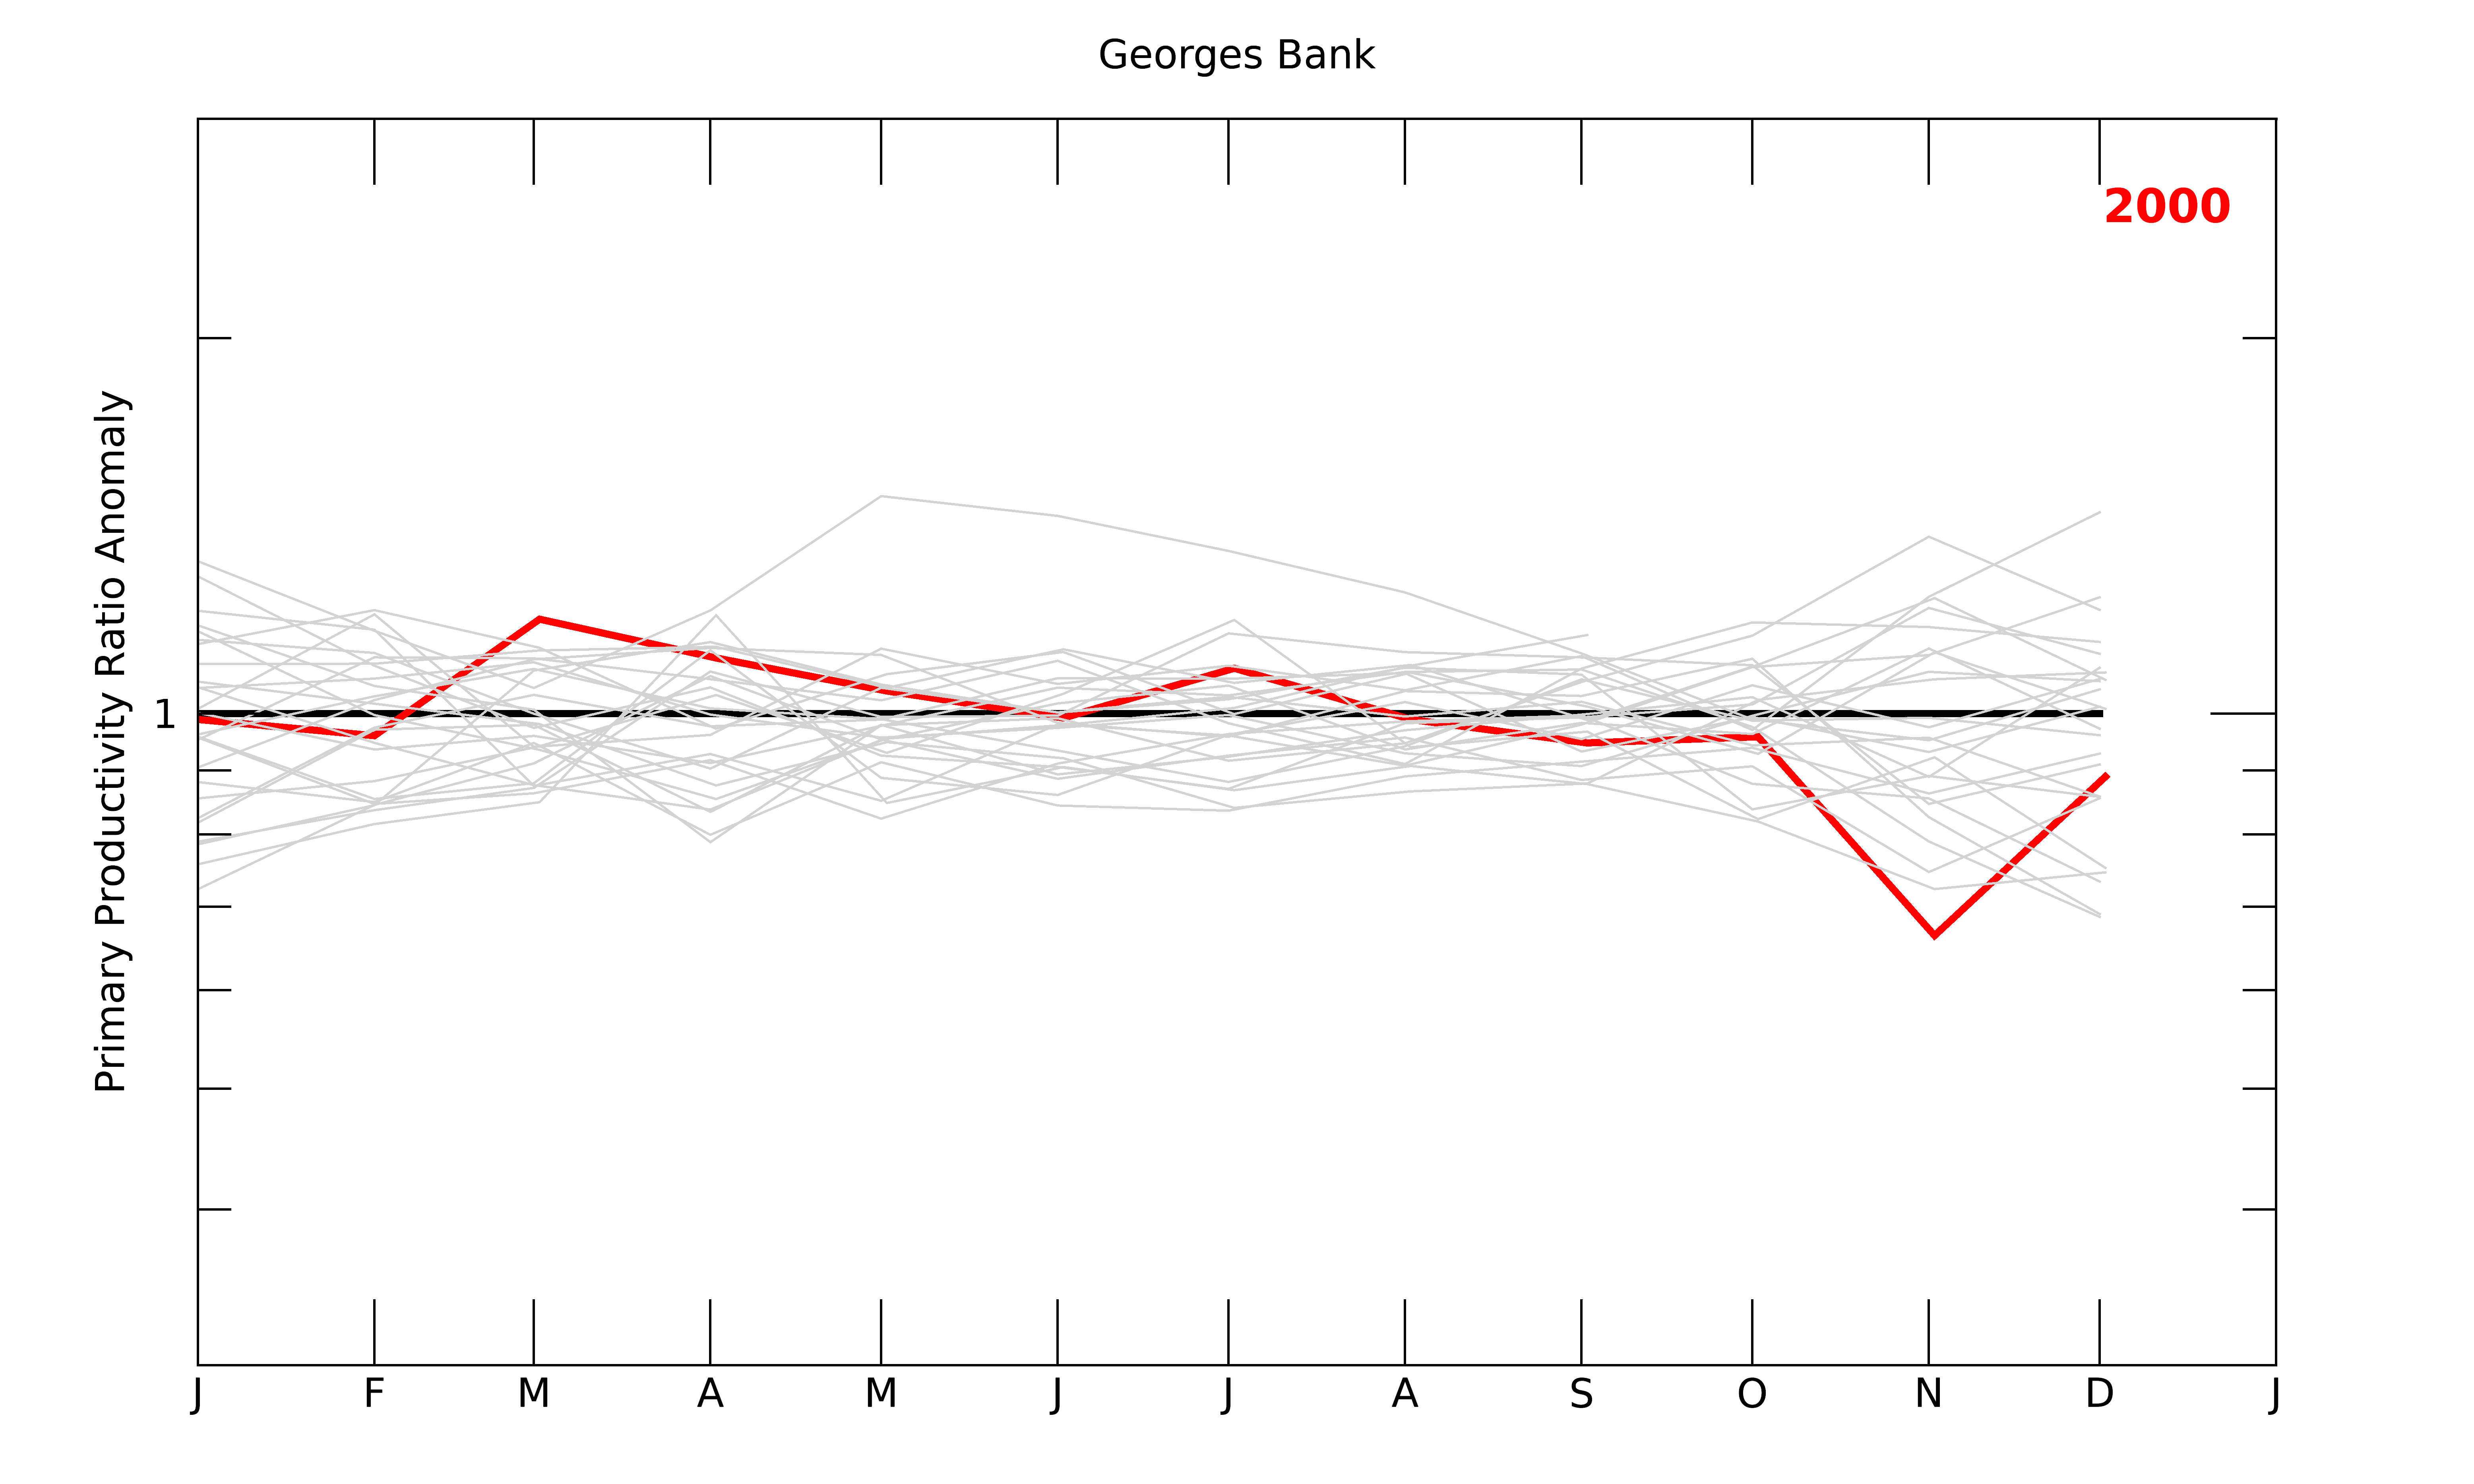 Georges Bank
2000
Primary Productivity Ratio Anomaly
1
J F M A M J J A S O N D J